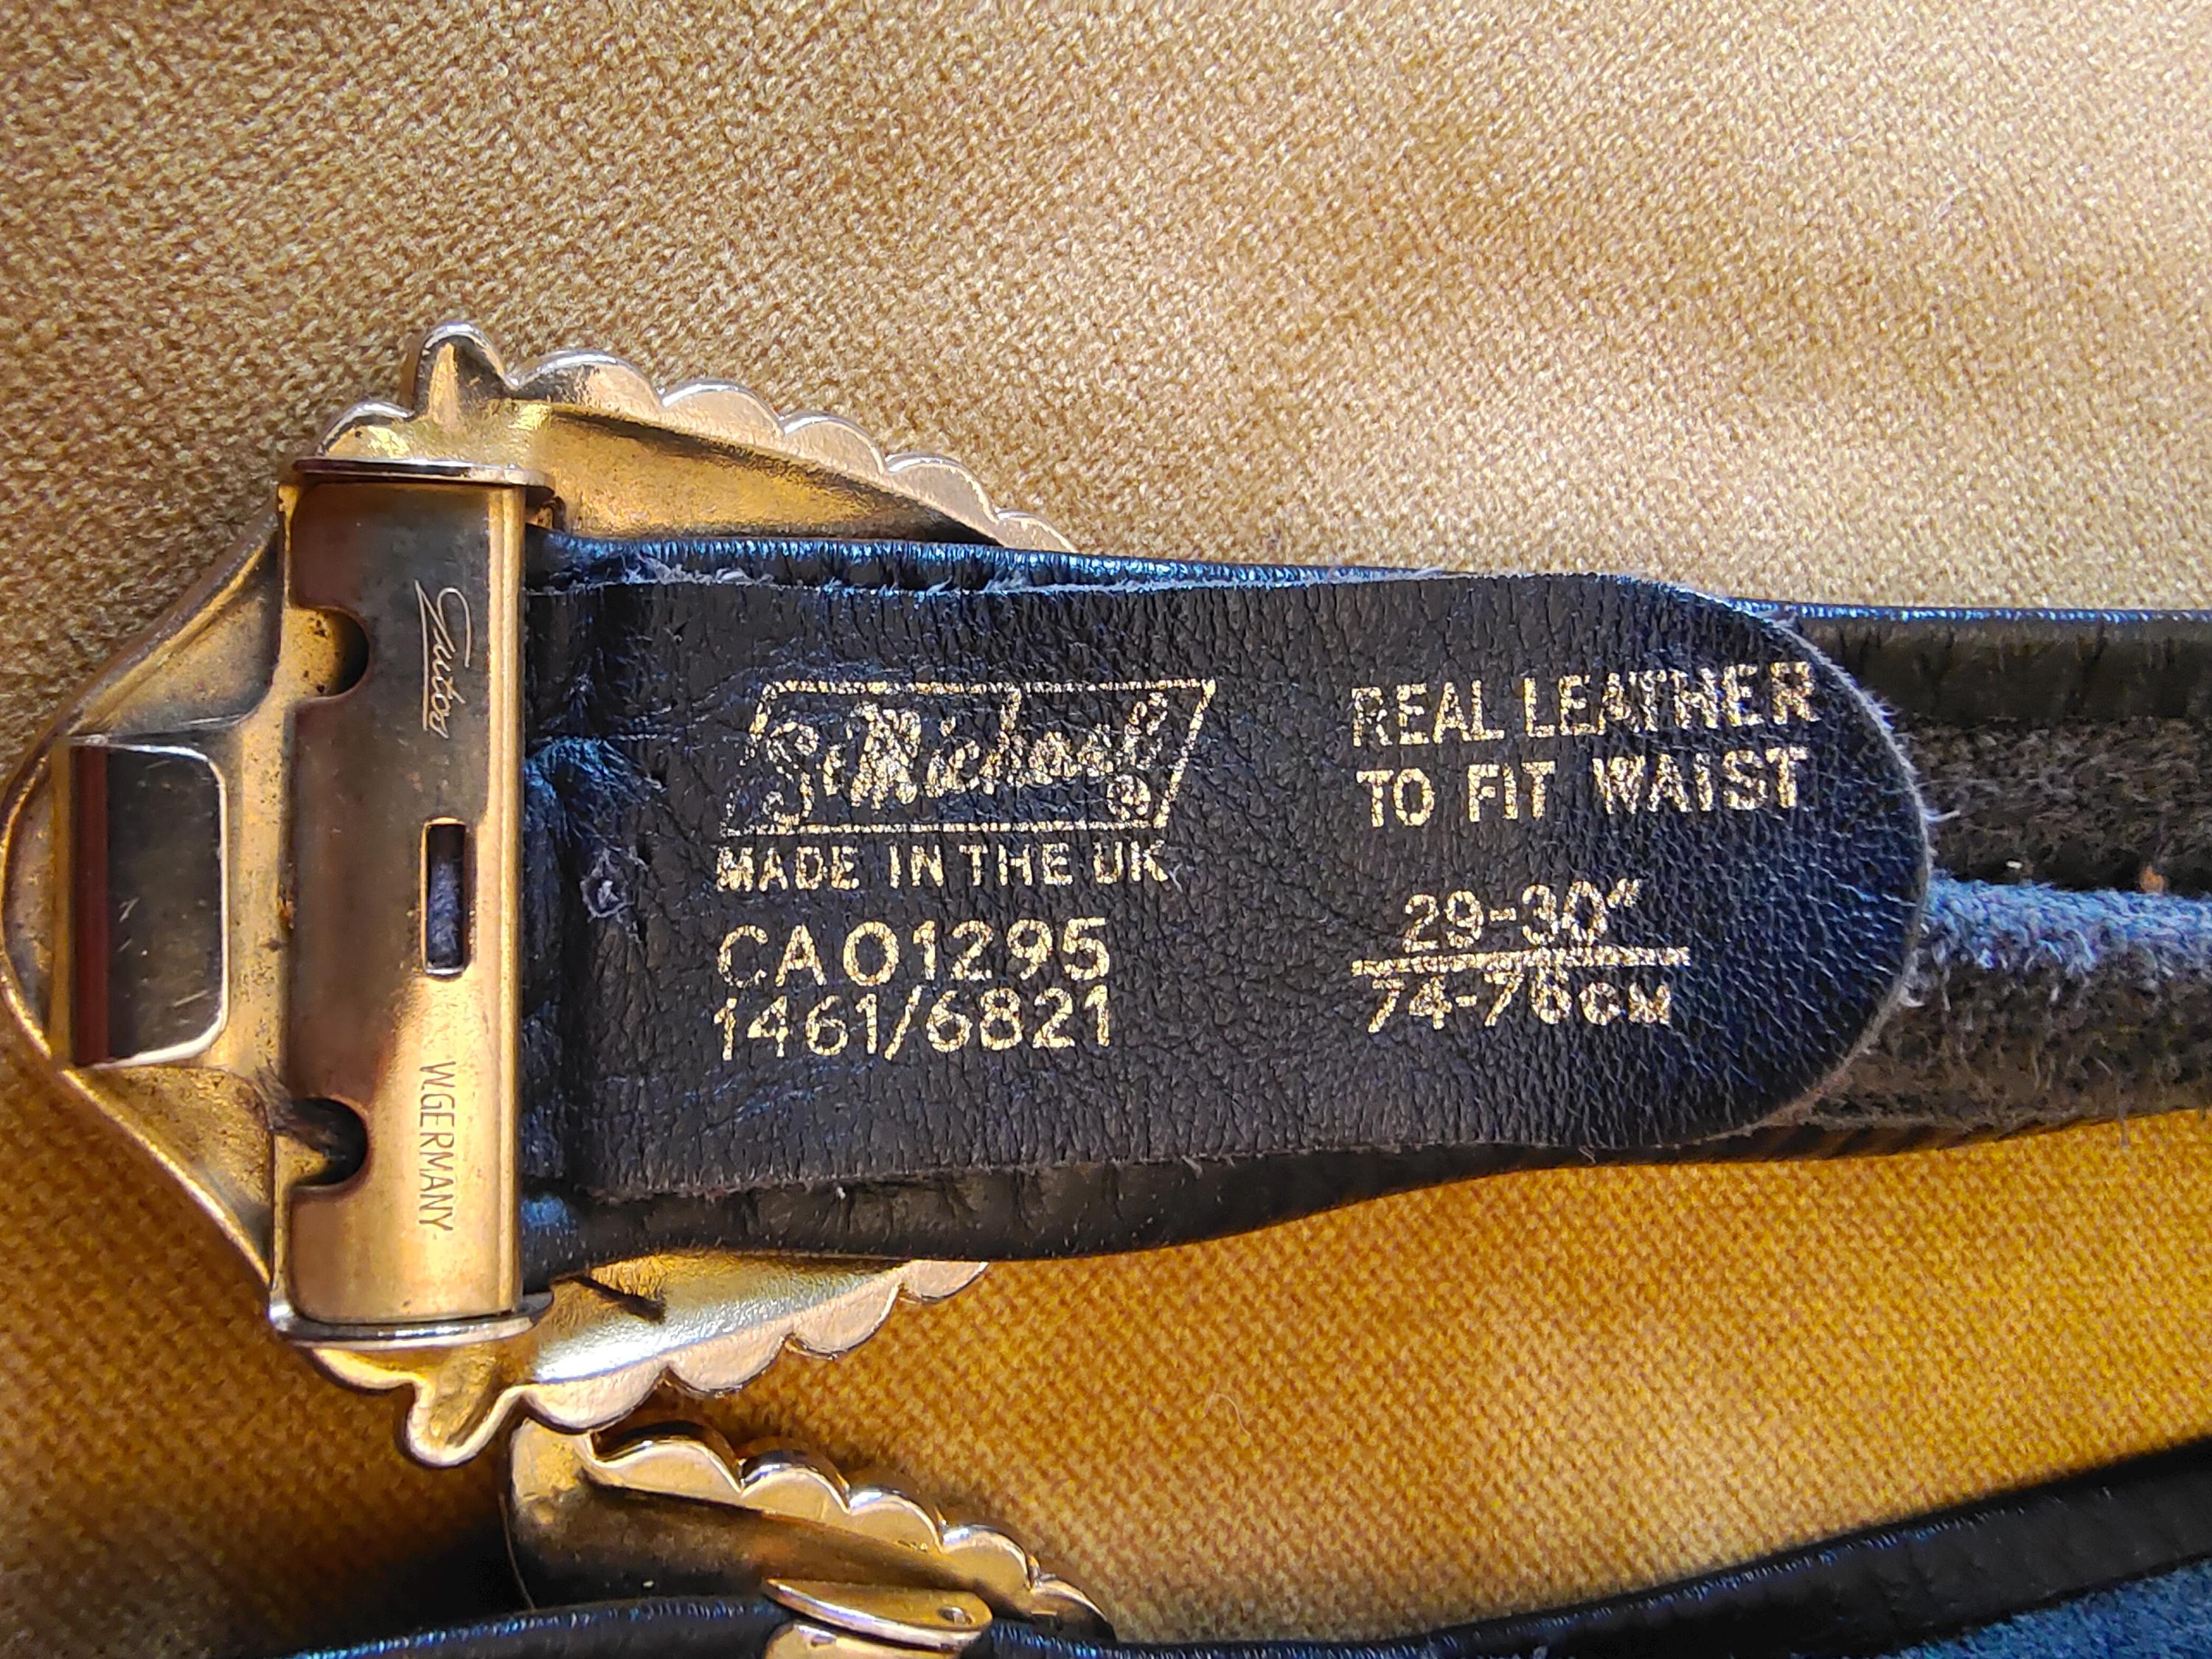 Gutos
W.GERMANY
St Michael
®
MADE IN THE UK
CA01295
1461/6821
REAL LEATHER
TO FIT WAIST
29-30"
74-76CM